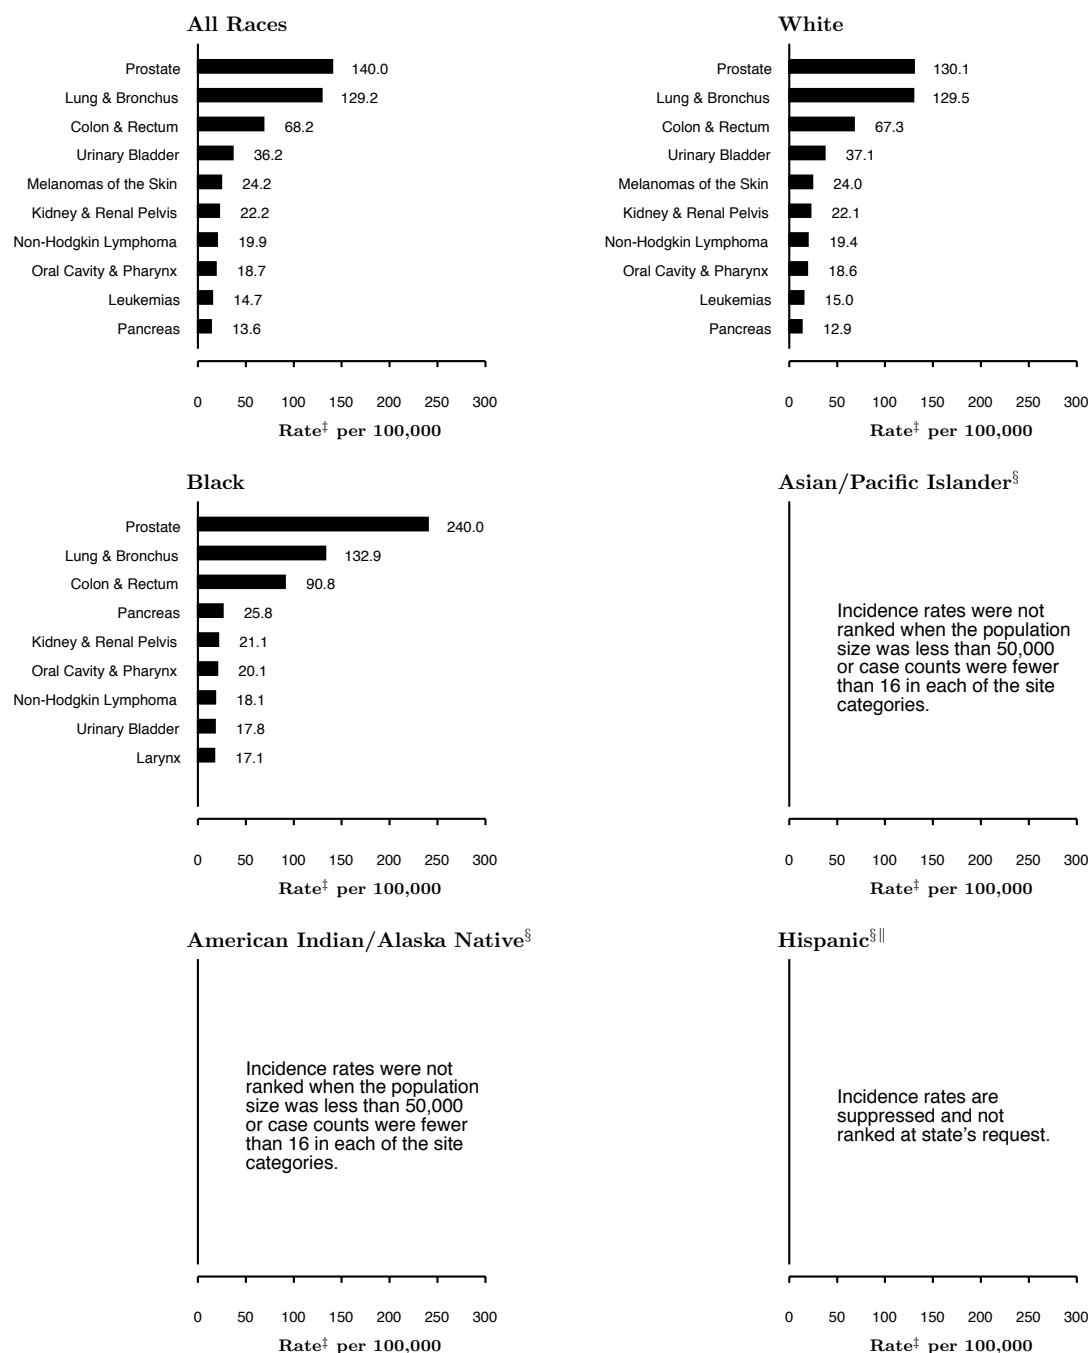 All Races
Prostate 140.0
Lung & Bronchus 129.2
Colon & Rectum 68.2
Urinary Bladder 36.2
Melanomas of the Skin 24.2
Kidney & Renal Pelvis 22.2
Non-Hodgkin Lymphoma 19.9
Oral Cavity & Pharynx 18.7
Leukemias 14.7
Pancreas 13.6
0 50 100 150 200 250 300
Rate‡ per 100,000
White
Prostate 130.1
Lung & Bronchus 129.5
Colon & Rectum 67.3
Urinary Bladder 37.1
Melanomas of the Skin 24.0
Kidney & Renal Pelvis 22.1
Non-Hodgkin Lymphoma 19.4
Oral Cavity & Pharynx 18.6
Leukemias 15.0
Pancreas 12.9
0 50 100 150 200 250 300
Rate‡ per 100,000
Black
Prostate 240.0
Lung & Bronchus 132.9
Colon & Rectum 90.8
Pancreas 25.8
Kidney & Renal Pelvis 21.1
Oral Cavity & Pharynx 20.1
Non-Hodgkin Lymphoma 18.1
Urinary Bladder 17.8
Larynx 17.1
0 50 100 150 200 250 300
Rate‡ per 100,000
Asian/Pacific Islander§
Incidence rates were not
ranked when the population
size was less than 50,000
or case counts were fewer
than 16 in each of the site
categories.
0 50 100 150 200 250 300
Rate‡ per 100,000
American Indian/Alaska Native§
Incidence rates were not
ranked when the population
size was less than 50,000
or case counts were fewer
than 16 in each of the site
categories.
0 50 100 150 200 250 300
Rate‡ per 100,000
Hispanic§‖
Incidence rates are
suppressed and not
ranked at state's request.
0 50 100 150 200 250 300
Rate‡ per 100,000